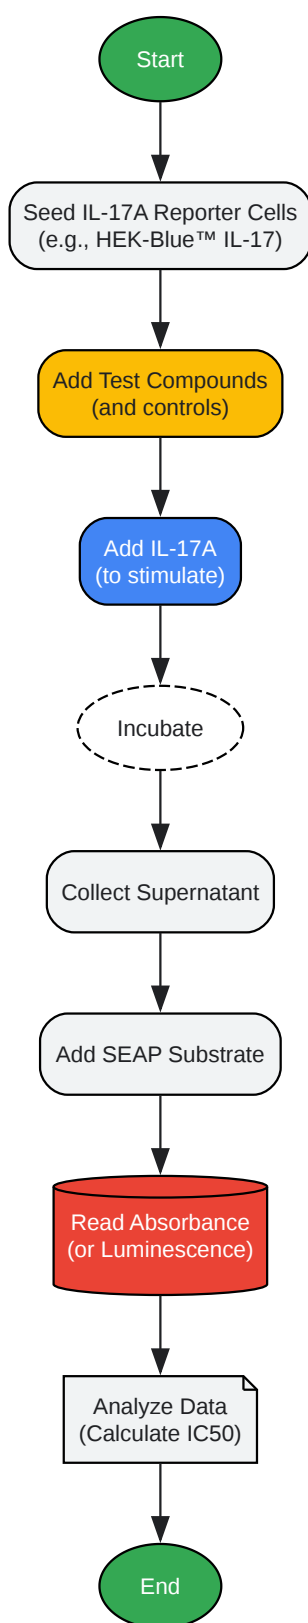 Start
Seed IL-17A Reporter Cells
(e.g., HEK-Blue™ IL-17)
Add Test Compounds
(and controls)
Add IL-17A
(to stimulate)
Incubate
Collect Supernatant
Add SEAP Substrate
Read Absorbance
(or Luminescence)
Analyze Data
(Calculate IC50)
End